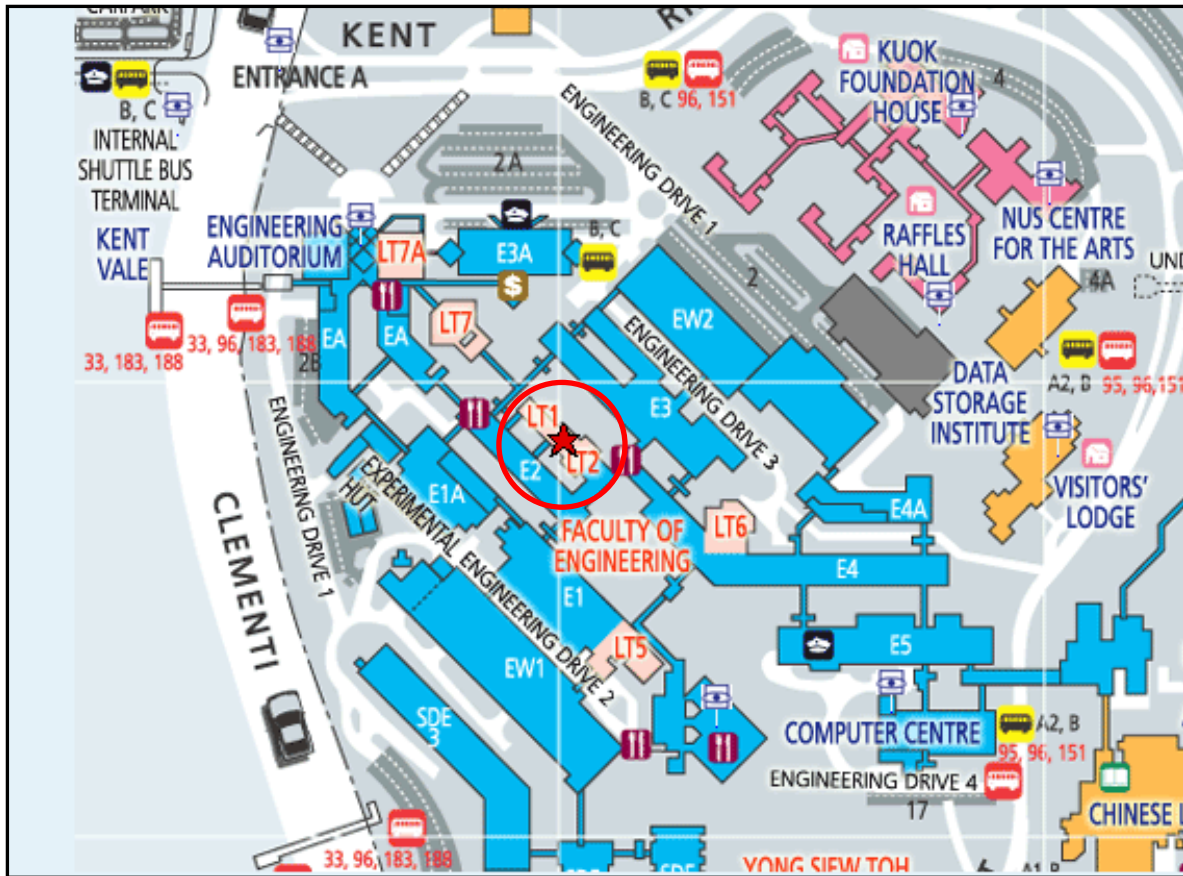 CARPARK
KENT
ENTRANCE A
B, C
INTERNAL
SHUTTLE BUS
TERMINAL
B, C 96, 151
KUOK
FOUNDATION
HOUSE
4
ENGINEERING DRIVE 1
2A
KENT
VALE
ENGINEERING
AUDITORIUM
LT7A
E3A
B, C
RAFFLES
HALL
NUS CENTRE
FOR THE ARTS
2
4A
33, 183, 188
33, 96, 183, 188
EA
EA
LT7
EW2
ENGINEERING DRIVE 3
2B
A2, B
95, 96, 151
DATA
STORAGE
INSTITUTE
LT1
E3
LT2
E2
ENGINEERING DRIVE 1
EXPERIMENTAL
HUT
E1A
VISITORS'
LODGE
E4A
LT6
FACULTY OF
ENGINEERING
CLEMENTI
ENGINEERING DRIVE 2
E4
E1
E5
LT5
EW1
SDE
3
COMPUTER CENTRE
A2, B
95, 96, 151
ENGINEERING DRIVE 4
17
CHINESE
33, 96, 183, 188
YONG SIEW TOH